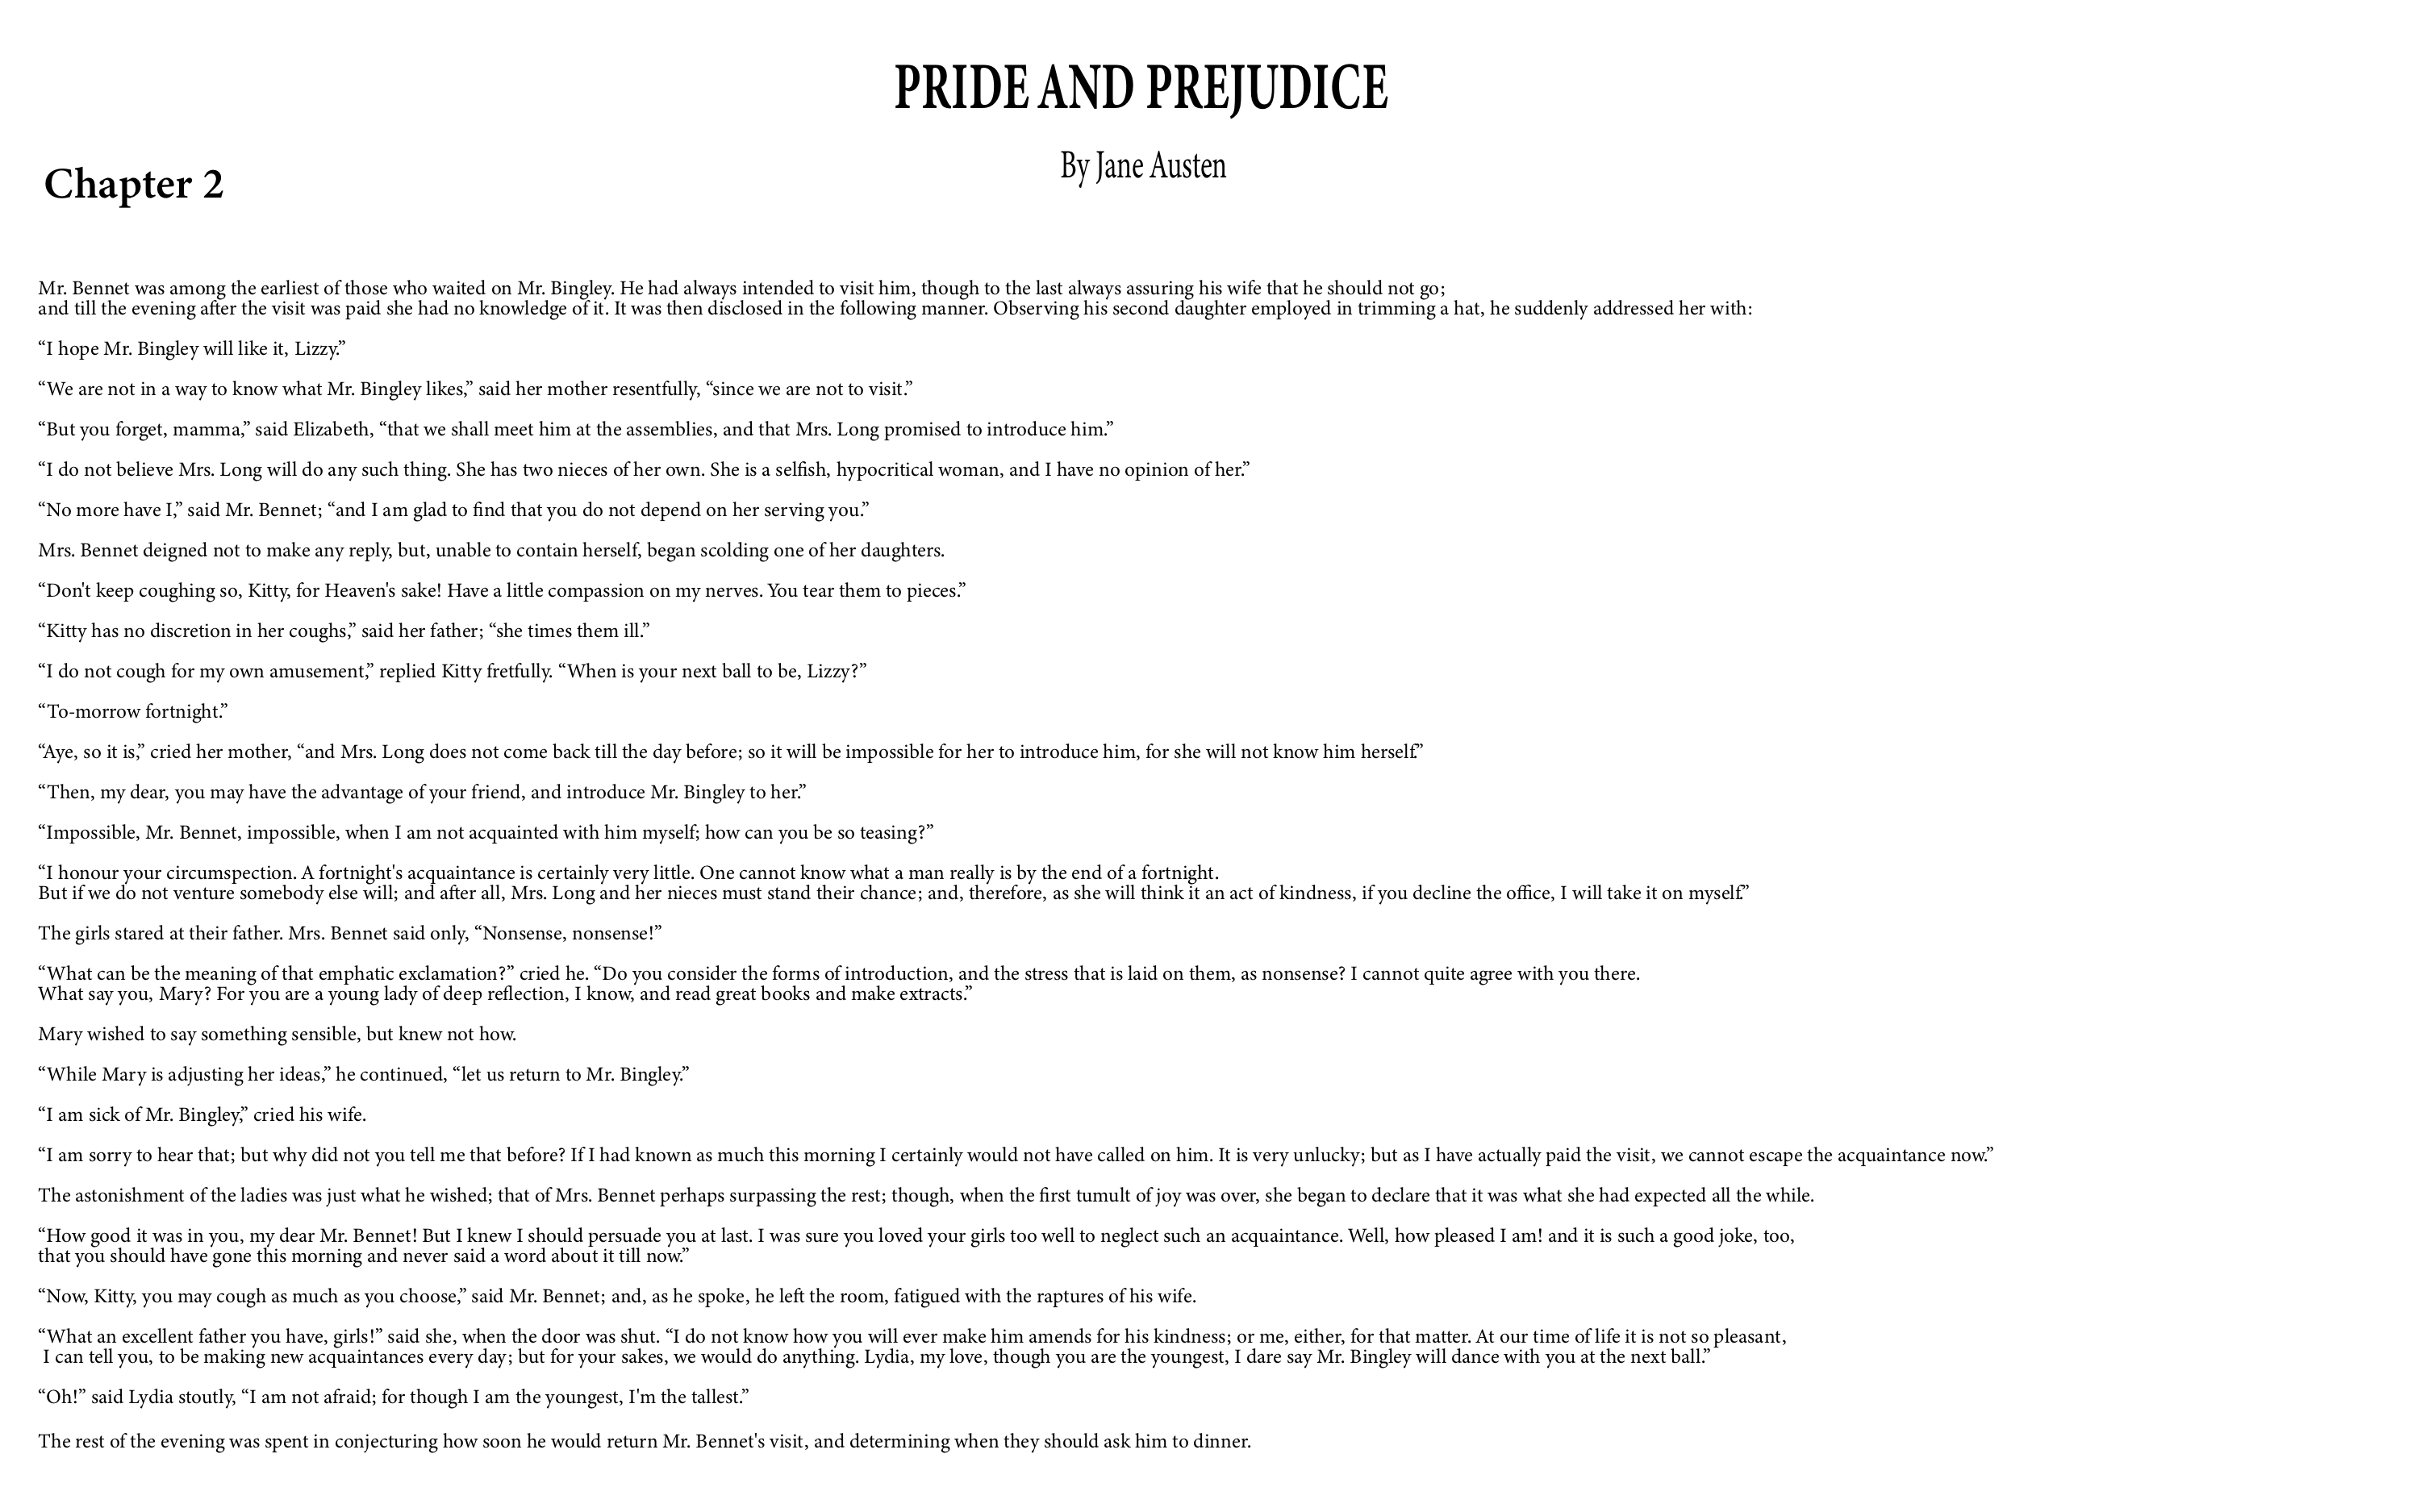 PRIDE AND PREJUDICE
By Jane Austen
Chapter 2
Mr. Bennet was among the earliest of those who waited on Mr. Bingley. He had always intended to visit him, though to the last always assuring his wife that he should not go;
and till the evening after the visit was paid she had no knowledge of it. It was then disclosed in the following manner. Observing his second daughter employed in trimming a hat, he suddenly addressed her with:
“I hope Mr. Bingley will like it, Lizzy.”
“We are not in a way to know what Mr. Bingley likes,” said her mother resentfully, “since we are not to visit.”
“But you forget, mamma,” said Elizabeth, “that we shall meet him at the assemblies, and that Mrs. Long promised to introduce him.”
“I do not believe Mrs. Long will do any such thing. She has two nieces of her own. She is a selfish, hypocritical woman, and I have no opinion of her.”
“No more have I,” said Mr. Bennet; “and I am glad to find that you do not depend on her serving you.”
Mrs. Bennet deigned not to make any reply, but, unable to contain herself, began scolding one of her daughters.
“Don't keep coughing so, Kitty, for Heaven's sake! Have a little compassion on my nerves. You tear them to pieces.”
“Kitty has no discretion in her coughs,” said her father; “she times them ill.”
“I do not cough for my own amusement,” replied Kitty fretfully. “When is your next ball to be, Lizzy?”
“To-morrow fortnight.”
“Aye, so it is,” cried her mother, “and Mrs. Long does not come back till the day before; so it will be impossible for her to introduce him, for she will not know him herself.”
“Then, my dear, you may have the advantage of your friend, and introduce Mr. Bingley to her.”
“Impossible, Mr. Bennet, impossible, when I am not acquainted with him myself; how can you be so teasing?”
“I honour your circumspection. A fortnight's acquaintance is certainly very little. One cannot know what a man really is by the end of a fortnight.
But if we do not venture somebody else will; and after all, Mrs. Long and her nieces must stand their chance; and, therefore, as she will think it an act of kindness, if you decline the office, I will take it on myself.”
The girls stared at their father. Mrs. Bennet said only, “Nonsense, nonsense!”
“What can be the meaning of that emphatic exclamation?” cried he. “Do you consider the forms of introduction, and the stress that is laid on them, as nonsense? I cannot quite agree with you there.
What say you, Mary? For you are a young lady of deep reflection, I know, and read great books and make extracts.”
Mary wished to say something sensible, but knew not how.
“While Mary is adjusting her ideas,” he continued, “let us return to Mr. Bingley.”
“I am sick of Mr. Bingley,” cried his wife.
“I am sorry to hear that; but why did not you tell me that before? If I had known as much this morning I certainly would not have called on him. It is very unlucky; but as I have actually paid the visit, we cannot escape the acquaintance now.”
The astonishment of the ladies was just what he wished; that of Mrs. Bennet perhaps surpassing the rest; though, when the first tumult of joy was over, she began to declare that it was what she had expected all the while.
“How good it was in you, my dear Mr. Bennet! But I knew I should persuade you at last. I was sure you loved your girls too well to neglect such an acquaintance. Well, how pleased I am! and it is such a good joke, too,
that you should have gone this morning and never said a word about it till now.”
“Now, Kitty, you may cough as much as you choose,” said Mr. Bennet; and, as he spoke, he left the room, fatigued with the raptures of his wife.
“What an excellent father you have, girls!” said she, when the door was shut. “I do not know how you will ever make him amends for his kindness; or me, either, for that matter. At our time of life it is not so pleasant,
I can tell you, to be making new acquaintances every day; but for your sakes, we would do anything. Lydia, my love, though you are the youngest, I dare say Mr. Bingley will dance with you at the next ball.”
“Oh!” said Lydia stoutly, “I am not afraid; for though I am the youngest, I'm the tallest.”
The rest of the evening was spent in conjecturing how soon he would return Mr. Bennet's visit, and determining when they should ask him to dinner.